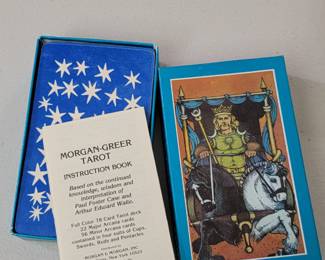 MORGAN-GREER
TAROT
INSTRUCTION BOOK
Based on the continued
knowledge, wisdom and
interpretation of
Paul Foster Case and
Arthur Edward Waite.
Full Color 78 Card Tarot deck
22 Major Arcana cards
56 Minor Arcana cards
contained in four suits of Cups,
Swords, Rods and Pentacles
MORGAN & MORGAN, INC.